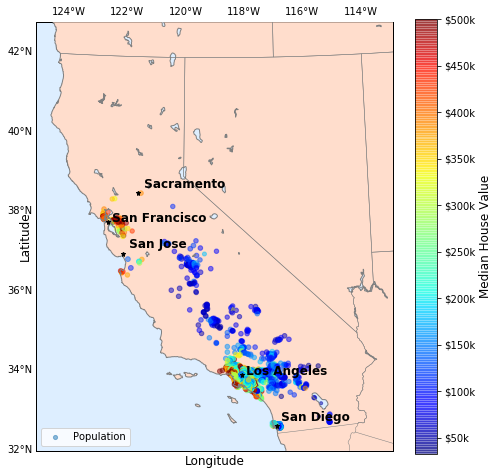 124°W 122°W 120°W 118°W 116°W 114°W
$500k
42°N
$450k
40°N
$400k
$350k
Sacramento
38°N
San Francisco
$300k
San Jose
Latitude
Median House Value
$250k
36°N
$200k
$150k
34°N
Los Angeles
$100k
San Diego
Population
$50k
32°N
Longitude